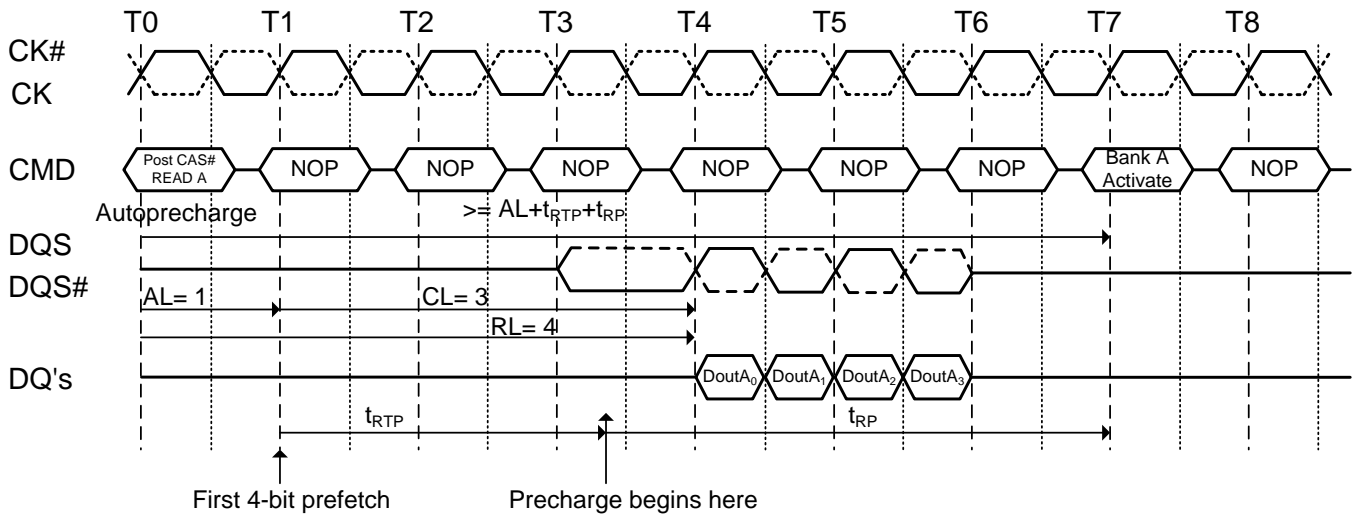 T0 T1 T2 T3 T4 T5 T6 T7 T8
CK#
CK
CMD
Post CAS#
READ A
NOP NOP NOP NOP NOP NOP Bank A
Activate NOP
Autoprecharge >= AL+tRTP+tRP
DQS
DQS#
AL= 1 CL= 3
RL= 4
DQ's DoutA0 DoutA1 DoutA2 DoutA3
tRTP tRP
First 4-bit prefetch Precharge begins here